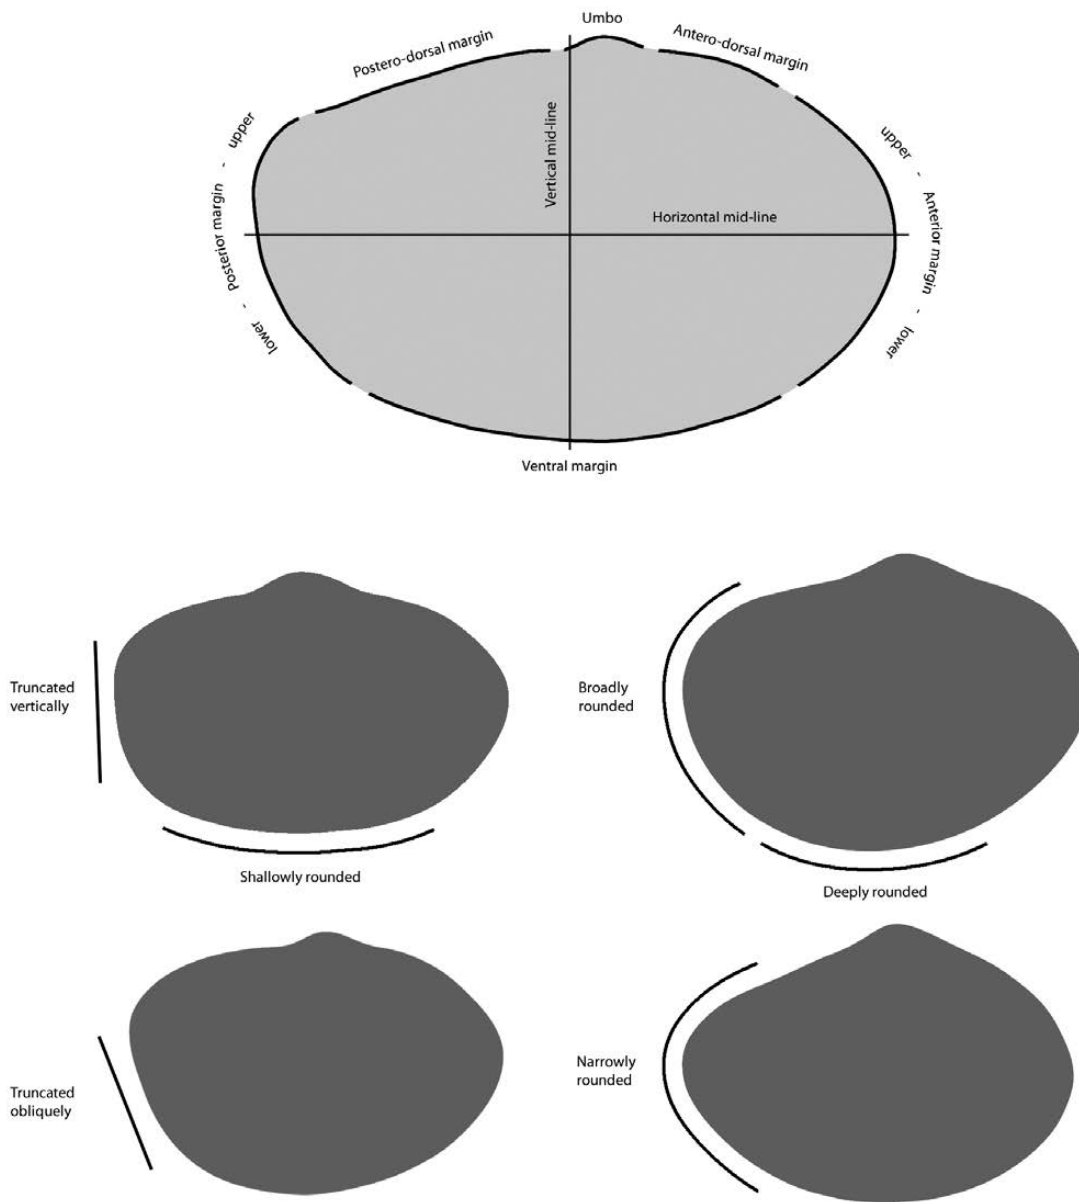 Umbo
Postero-dorsal margin
Antero-dorsal margin
upper - Posterior margin - lower
Vertical mid-line
Horizontal mid-line
upper - Anterior margin - lower
Ventral margin
Truncated
vertically
Shallowly rounded
Broadly
rounded
Deeply rounded
Truncated
obliquely
Narrowly
rounded